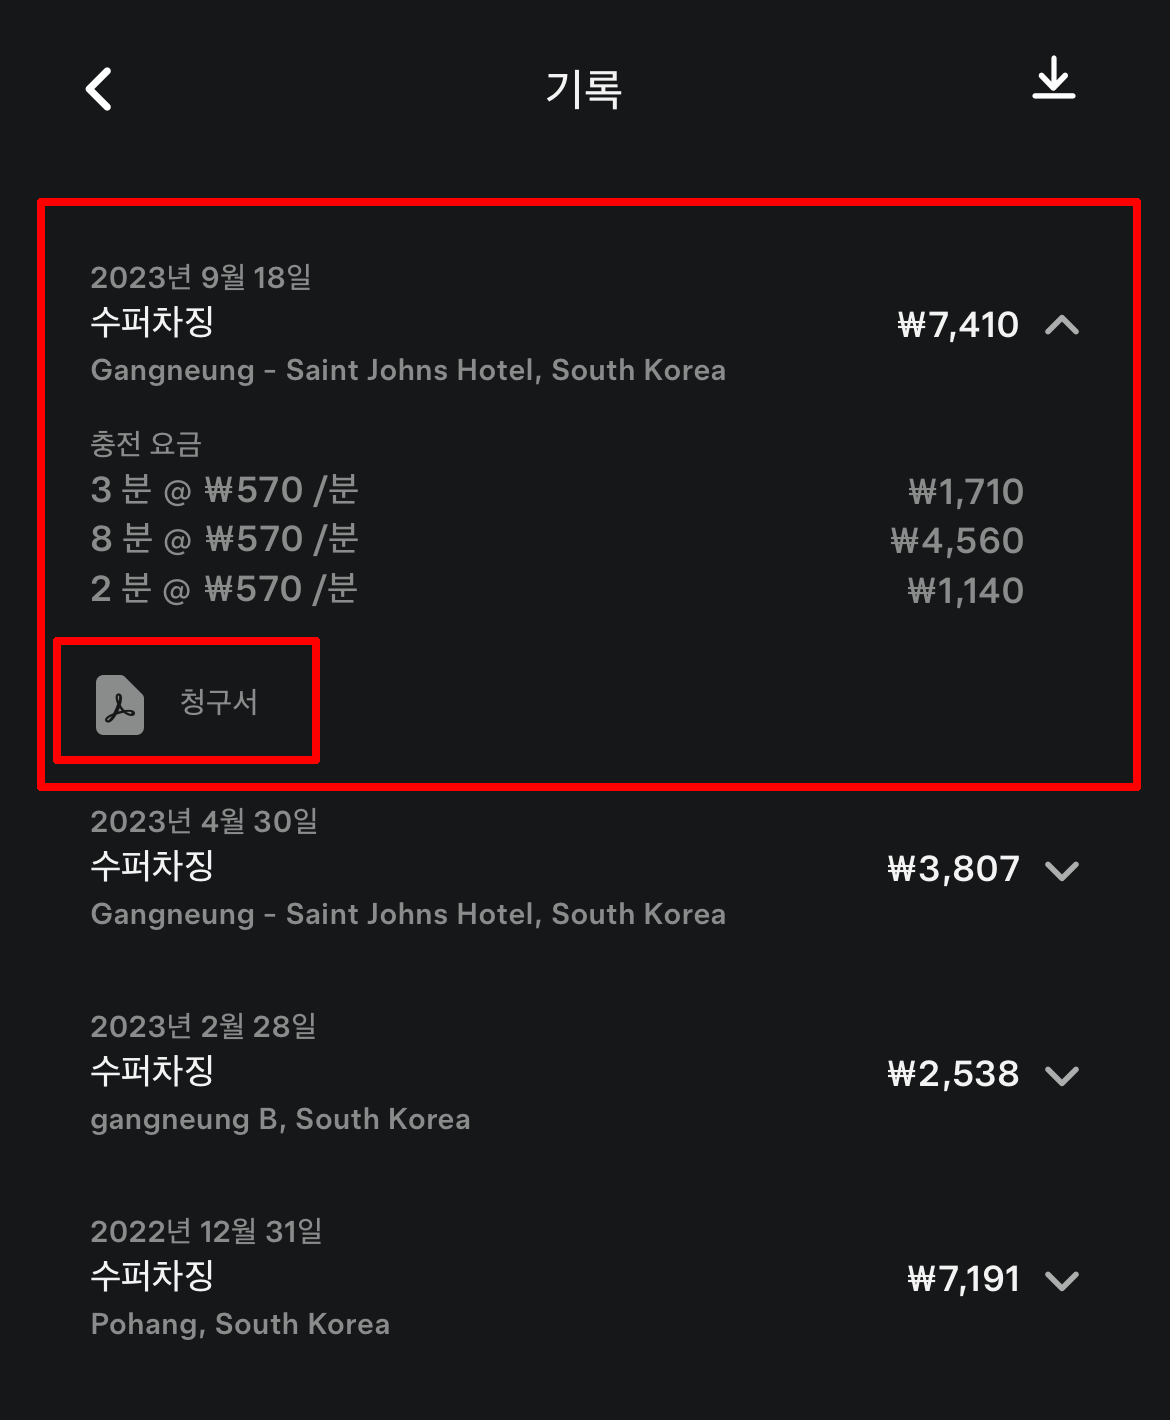 기록
2023년 9월 18일
수퍼차징
₩7,410
Gangneung - Saint Johns Hotel, South Korea
충전 요금
3 분 @ ₩570 /분 ₩1,710
8 분 @ ₩570 /분 ₩4,560
2 분 @ ₩570 /분 ₩1,140
청구서
2023년 4월 30일
수퍼차징
₩3,807
Gangneung - Saint Johns Hotel, South Korea
2023년 2월 28일
수퍼차징
₩2,538
gangneung B, South Korea
2022년 12월 31일
수퍼차징
₩7,191
Pohang, South Korea